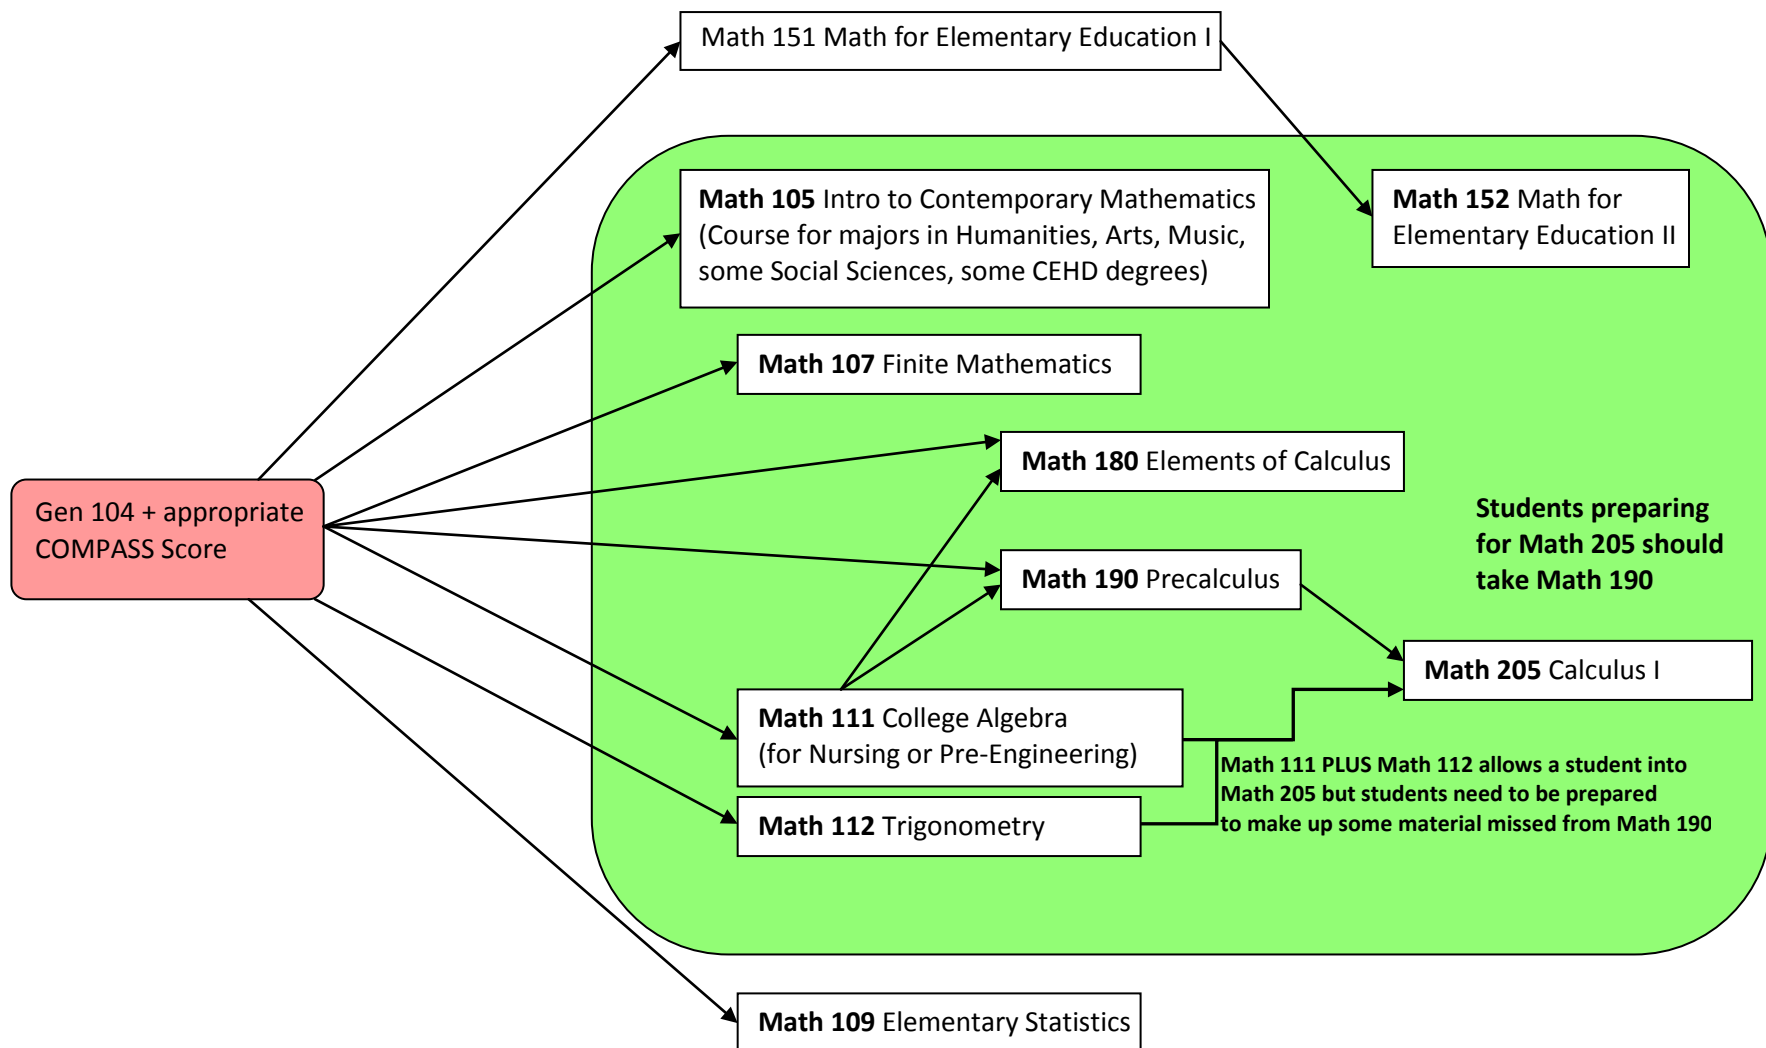 Math 151 Math for Elementary Education I
Math 105 Intro to Contemporary Mathematics
(Course for majors in Humanities, Arts, Music,
some Social Sciences, some CEHD degrees)
Math 152 Math for
Elementary Education II
Math 107 Finite Mathematics
Math 180 Elements of Calculus
Gen 104 + appropriate
COMPASS Score
Students preparing
for Math 205 should
take Math 190
Math 190 Precalculus
Math 205 Calculus I
Math 111 College Algebra
(for Nursing or Pre-Engineering)
Math 111 PLUS Math 112 allows a student into
Math 205 but students need to be prepared
to make up some material missed from Math 190
Math 112 Trigonometry
Math 109 Elementary Statistics